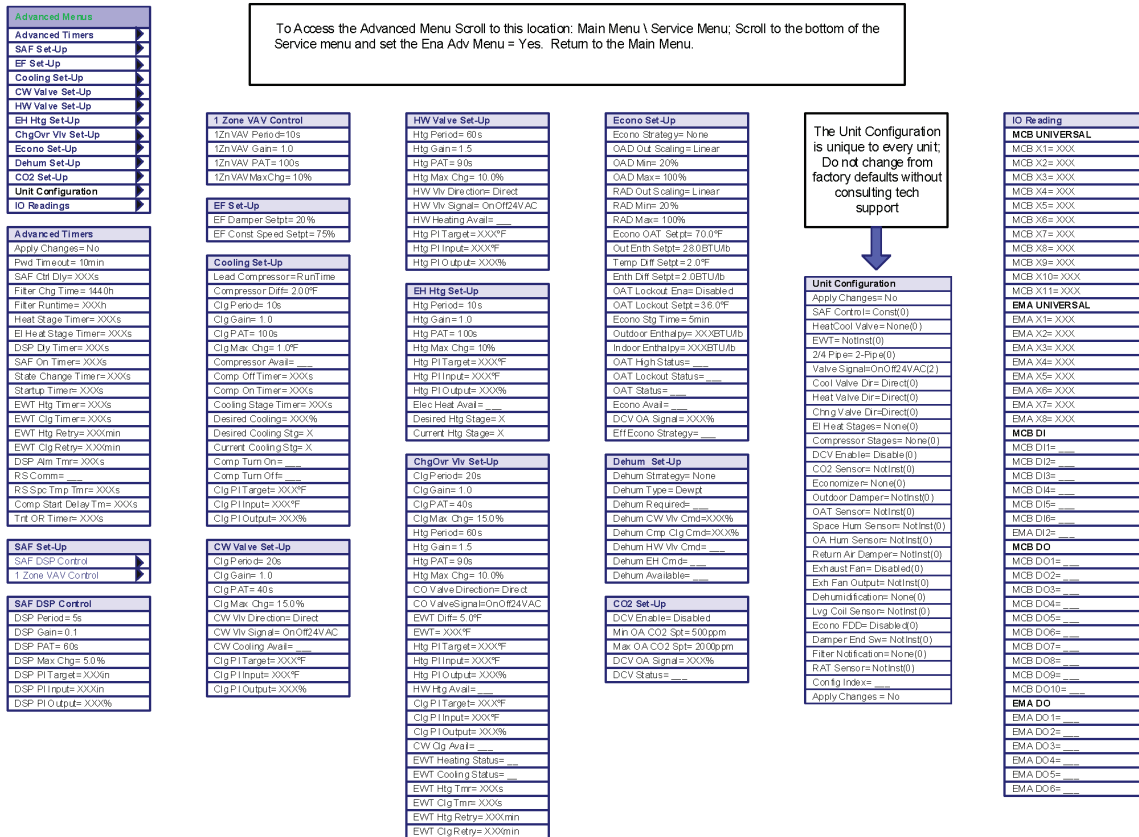 Advanced Menus
Advanced Timers
SAF Set-Up
EF Set-Up
Cooling Set-Up
CW Valve Set-Up
HW Valve Set-Up
EH Htg Set-Up
ChgOvr Vlv Set-Up
Econo Set-Up
Dehum Set-Up
CO2 Set-Up
Unit Configuration
IO Readings
To Access the Advanced Menu Scroll to this location: Main Menu \ Service Menu; Scroll to the bottom of the
Service menu and set the Ena Adv Menu = Yes. Return to the Main Menu.
Advanced Timers
Apply Changes= No
Pwd Timeout= 10min
SAF Ctrl Dly= XXXs
Filter Chg Time= 1440h
Filter Runtime= XXXh
Heat Stage Timer= XXXs
El Heat Stage Timer= XXXs
DSP Dly Timer= XXXs
SAF On Timer= XXXs
State Change Timer= XXXs
Startup Timer= XXXs
EWT Htg Timer= XXXs
EWT Clg Timer= XXXs
EWT Htg Retry= XXXmin
EWT Clg Retry= XXXmin
DSP Alm Tmr= XXXs
RS Comm= ___
RS Spc Tmp Tmr= XXXs
Comp Start Delay Tm= XXXs
Tnt OR Timer= XXXs
SAF Set-Up
SAF DSP Control
1 Zone VAV Control
SAF DSP Control
DSP Period= 5s
DSP Gain= 0.1
DSP PAT= 60s
DSP Max Chg= 5.0%
DSP PI Target= XXXin
DSP PI Input= XXXin
DSP PI Output= XXX%
1 Zone VAV Control
1ZnVAV Period=10s
1ZnVAV Gain= 1.0
1ZnVAV PAT= 100s
1ZnVAVMaxChg= 10%
EF Set-Up
EF Damper Setpt= 20%
EF Const Speed Setpt= 75%
Cooling Set-Up
Lead Compressor= RunTime
Compressor Diff= 2.00°F
Clg Period= 10s
Clg Gain= 1.0
Clg PAT= 100s
Clg Max Chg= 1.0°F
Compressor Avail= ___
Comp Off Timer= XXXs
Comp On Timer= XXXs
Cooling Stage Timer= XXXs
Desired Cooling= XXX%
Desired Cooling Stg= X
Current Cooling Stg= X
Comp Turn On= ___
Comp Turn Off= ___
Clg PI Target= XXX°F
Clg PI Input= XXX°F
Clg PI Output= XXX%
CW Valve Set-Up
Clg Period= 20s
Clg Gain= 1.0
Clg PAT= 40s
Clg Max Chg= 15.0%
CW Vlv Direction= Direct
CW Vlv Signal= OnOff24VAC
CW Cooling Avail= ___
Clg PI Target= XXX°F
Clg PI Input= XXX°F
Clg PI Output= XXX%
HW Valve Set-Up
Htg Period= 60s
Htg Gain= 1.5
Htg PAT= 90s
Htg Max Chg= 10.0%
HW Vlv Direction= Direct
HW Vlv Signal= OnOff24VAC
HW Heating Avail= ___
Htg PI Target= XXX°F
Htg PI Input= XXX°F
Htg PI Output= XXX%
EH Htg Set-Up
Htg Period= 10s
Htg Gain= 1.0
Htg PAT= 100s
Htg Max Chg= 10%
Htg PI Target= XXX°F
Htg PI Input= XXX°F
Htg PI Output= XXX%
Elec Heat Avail= ___
Desired Htg Stage= X
Current Htg Stage= X
ChgOvr Vlv Set-Up
Clg Period= 20s
Clg Gain= 1.0
Clg PAT= 40s
Clg Max Chg= 15.0%
Htg Period= 60s
Htg Gain= 1.5
Htg PAT= 90s
Htg Max Chg= 10.0%
CO Valve Direction= Direct
CO ValveSignal=OnOff24VAC
EWT Diff= 5.0°F
EWT= XXX°F
Htg PI Target= XXX°F
Htg PI Input= XXX°F
Htg PI Output= XXX%
HW Htg Avail= ___
Clg PI Target= XXX°F
Clg PI Input= XXX°F
Clg PI Output= XXX%
CW Clg Avail= ___
EWT Heating Status= __
EWT Cooling Status= __
EWT Htg Tmr= XXXs
EWT Clg Tmr= XXXs
EWT Htg Retry= XXXmin
EWT Clg Retry= XXXmin
Econo Set-Up
Econo Strategy= None
OAD Out Scaling= Linear
OAD Min= 20%
OAD Max= 100%
RAD Out Scaling= Linear
RAD Min= 20%
RAD Max= 100%
Econo OAT Setpt= 70.0°F
Out Enth Setpt= 28.0BTU/lb
Temp Diff Setpt= 2.0°F
Enth Diff Setpt= 2.0BTU/lb
OAT Lockout Ena= Disabled
OAT Lockout Setpt=36.0°F
Econo Stg Time= 5min
Outdoor Enthalpy= XXXBTU/lb
Indoor Enthalpy= XXXBTU/lb
OAT High Status= ___
OAT Lockout Status= ___
OAT Status= ___
Econo Avail= ___
DCV OA Signal= XXX%
Eff Econo Strategy= ___
Dehum Set-Up
Dehum Strrategy= None
Dehum Type= Dewpt
Dehum Required= ___
Dehum CW Vlv Cmd=XXX%
Dehum Cmp Clg Cmd=XXX%
Dehum HW Vlv Cmd= ___
Dehum EH Cmd= ___
Dehum Available= ___
CO2 Set-Up
DCV Enable= Disabled
Min OA CO2 Spt= 500ppm
Max OA CO2 Spt= 2000ppm
DCV OA Signal= XXX%
DCV Status= ___
The Unit Configuration
is unique to every unit;
Do not change from
factory defaults without
consulting tech
support
Unit Configuration
Apply Changes= No
SAF Control= Const(0)
HeatCool Valve= None(0)
EWT= NotInst(0)
2/4 Pipe= 2-Pipe(0)
Valve Signal=OnOff24VAC(2)
Cool Valve Dir= Direct(0)
Heat Valve Dir= Direct(0)
Chng Valve Dir=Direct(0)
El Heat Stages= None(0)
Compressor Stages= None(0)
DCV Enable= Disable(0)
CO2 Sensor= NotInst(0)
Economizer= None(0)
Outdoor Damper= NotInst(0)
OAT Sensor= NotInst(0)
Space Hum Sensor= NotInst(0)
OA Hum Sensor= NotInst(0)
Return Air Damper= NotInst(0)
Exhaust Fan= Disabled(0)
Exh Fan Output= NotInst(0)
Dehumidification= None(0)
Lvg Coil Sensor= NotInst(0)
Econo FDD= Disabled(0)
Damper End Sw= NotInst(0)
Filter Notification= None(0)
RAT Sensor= NotInst(0)
Config Index= ___
Apply Changes = No
IO Reading
MCB UNIVERSAL
MCB X1= XXX
MCB X2= XXX
MCB X3= XXX
MCB X4= XXX
MCB X5= XXX
MCB X6= XXX
MCB X7= XXX
MCB X8= XXX
MCB X9= XXX
MCB X10= XXX
MCB X11= XXX
EMA UNIVERSAL
EMA X1= XXX
EMA X2= XXX
EMA X3= XXX
EMA X4= XXX
EMA X5= XXX
EMA X6= XXX
EMA X7= XXX
EMA X8= XXX
MCB DI
MCB DI1= ___
MCB DI2= ___
MCB DI3= ___
MCB DI4= ___
MCB DI5= ___
MCB DI6= ___
EMA DI2= ___
MCB DO
MCB DO1= ___
MCB DO2= ___
MCB DO3= ___
MCB DO4= ___
MCB DO5= ___
MCB DO6= ___
MCB DO7= ___
MCB DO8= ___
MCB DO9= ___
MCB DO10= ___
EMA DO
EMA DO1= ___
EMA DO2= ___
EMA DO3= ___
EMA DO4= ___
EMA DO5= ___
EMA DO6= ___